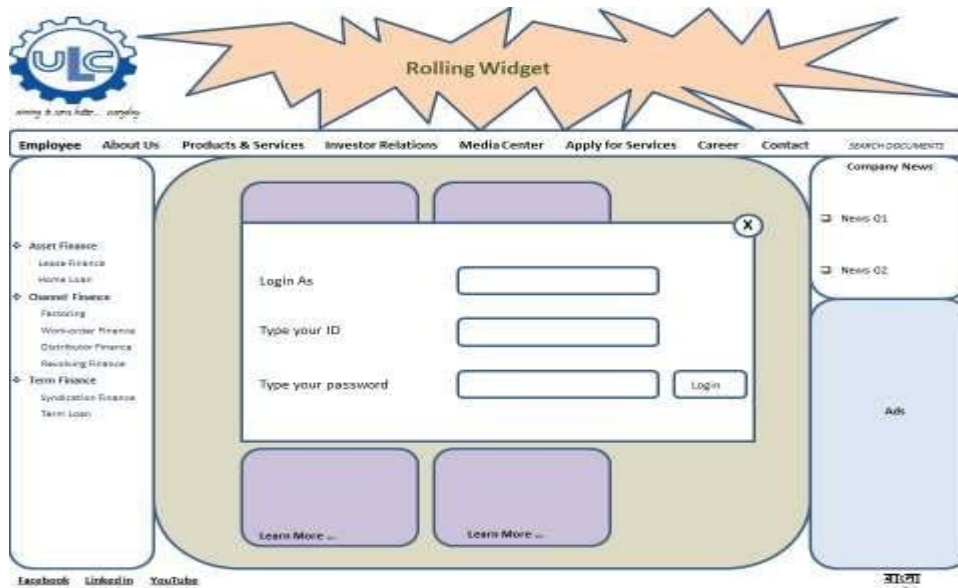 ULC
Rolling Widget
Employee About Us Products & Services Investor Relations Media Center Apply for Services Career Contact SEARCH DOCUMENTS
Asset Finance
Lease Finance
Home Loan
Channel Finance
Factoring
Work-order Finance
Distributor Finance
Revolving Finance
Term Finance
Syndication Finance
Term Loan
X
Login As
Type your ID
Type your password
Login
Learn More ...
Learn More ...
Company News
News 01
News 02
Ads
Facebook LinkedIn YouTube
বাংলা